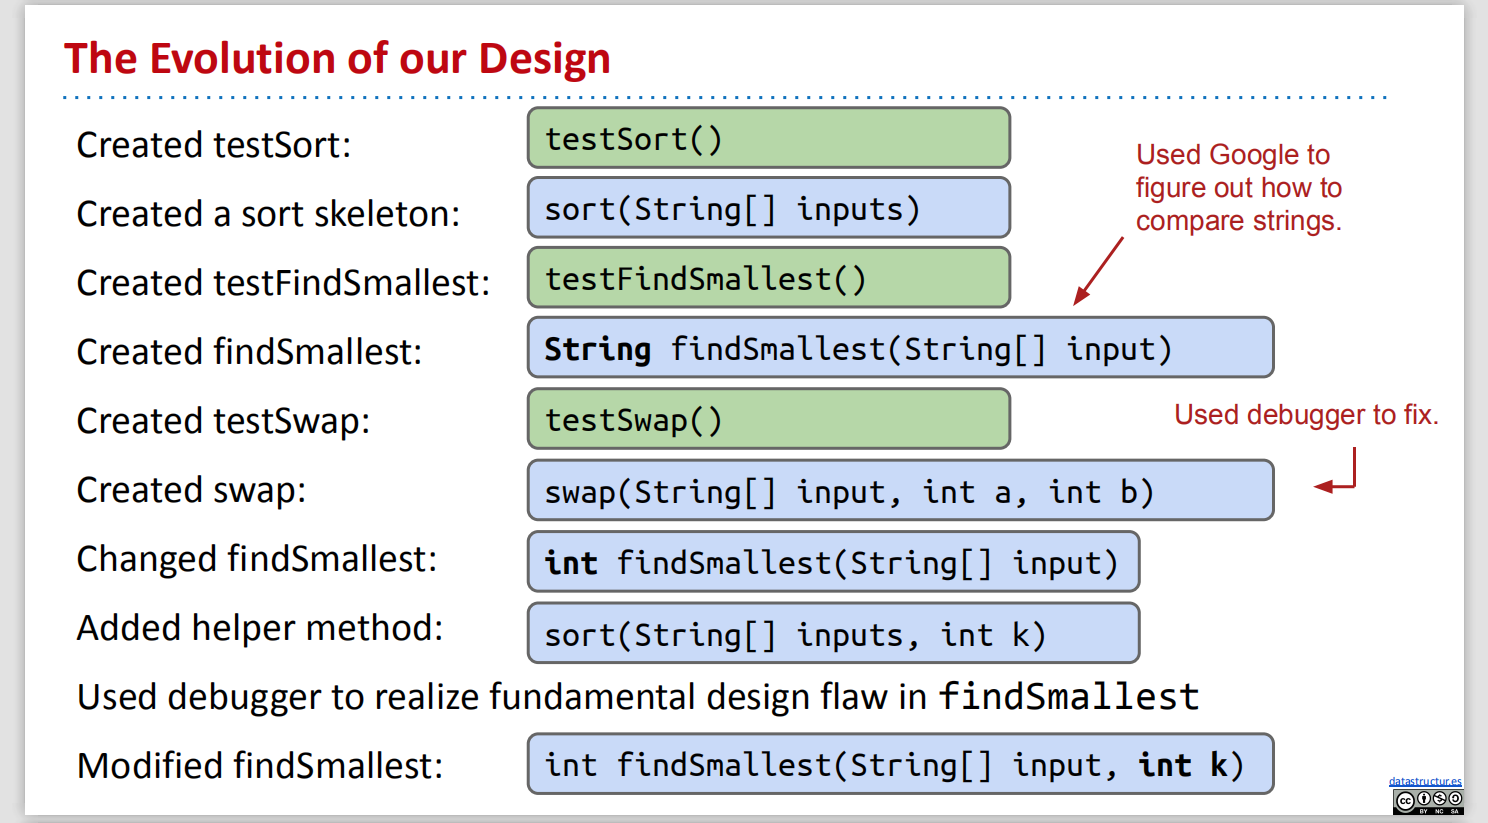 The Evolution of our Design
Created testSort:
testSort()
Created a sort skeleton:
sort(String[] inputs)
Created testFindSmallest:
testFindSmallest()
Used Google to
figure out how to
compare strings.
Created findSmallest:
String findSmallest(String[] input)
Created testSwap:
testSwap()
Used debugger to fix.
Created swap:
swap(String[] input, int a, int b)
Changed findSmallest:
int findSmallest(String[] input)
Added helper method:
sort(String[] inputs, int k)
Used debugger to realize fundamental design flaw in findSmallest
Modified findSmallest:
int findSmallest(String[] input, int k)
datastructur.es
cc
BY NC SA